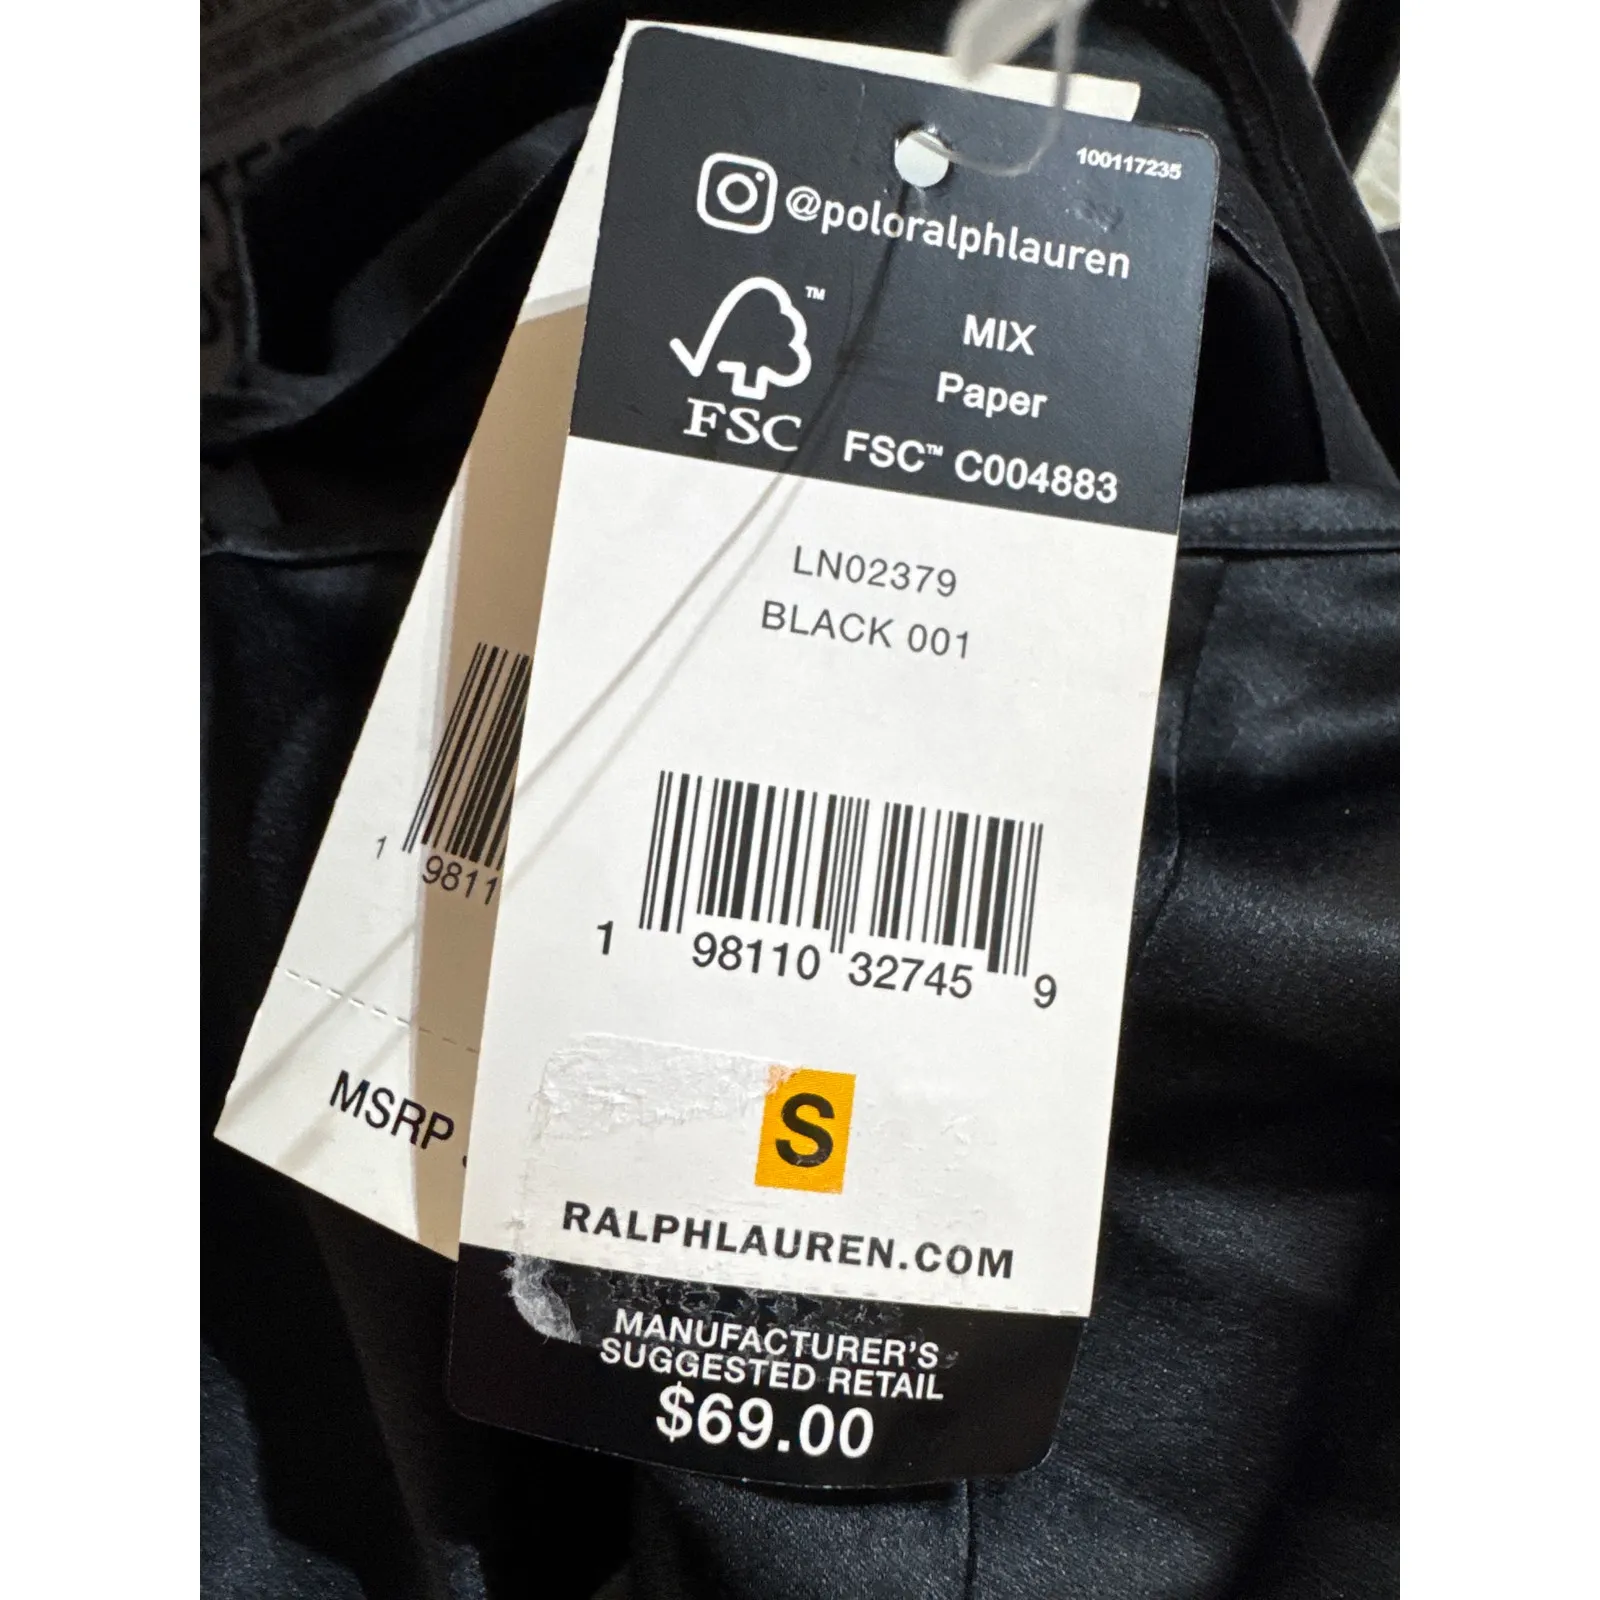 100117235
@poloralphlauren
MIX
Paper
FSC™ C004883
™
FSC
LN02379
BLACK 001
1 98110 32745 9
S
RALPHLAUREN.COM
MANUFACTURER'S
SUGGESTED RETAIL
$69.00
1 9811
MSRP